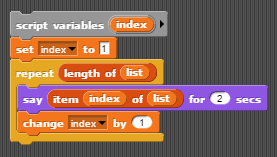 script variables index
set index to 1
repeat length of list
say item index of list for 2 secs
change index by 1